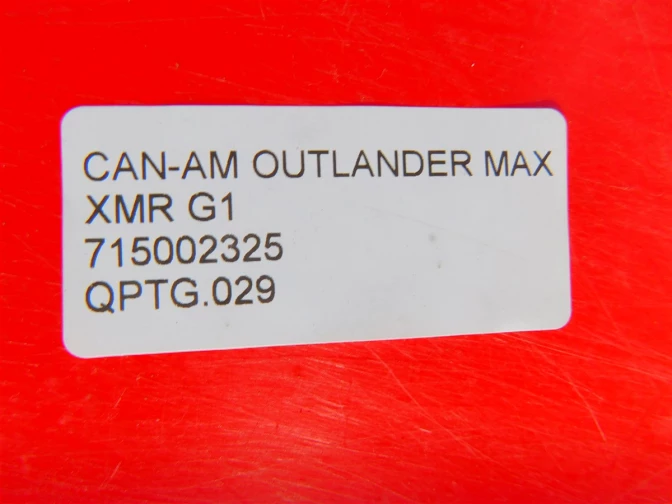 CAN-AM OUTLANDER MAX
XMR G1
715002325
QPTG.029